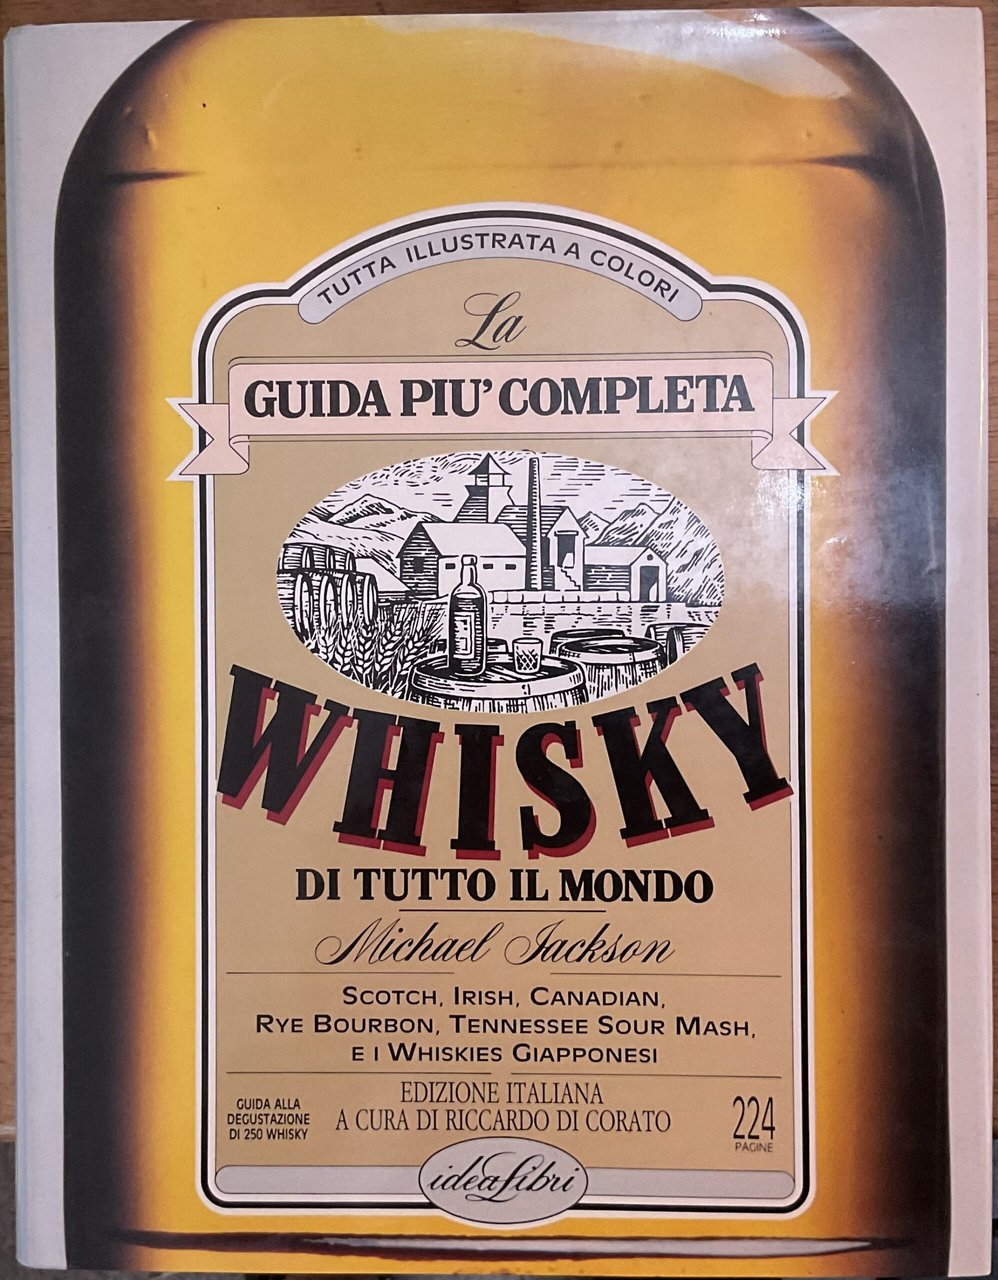 TUTTA ILLUSTRATA A COLORI
La
GUIDA PIU' COMPLETA
WHISKY
DI TUTTO IL MONDO
Michael Jackson
SCOTCH, IRISH, CANADIAN,
RYE BOURBON, TENNESSEE SOUR MASH,
E I WHISKIES GIAPPONESI
EDIZIONE ITALIANA
A CURA DI RICCARDO DI CORATO
GUIDA ALLA
DEGUSTAZIONE
DI 250 WHISKY
224
PAGINE
ideaLibri